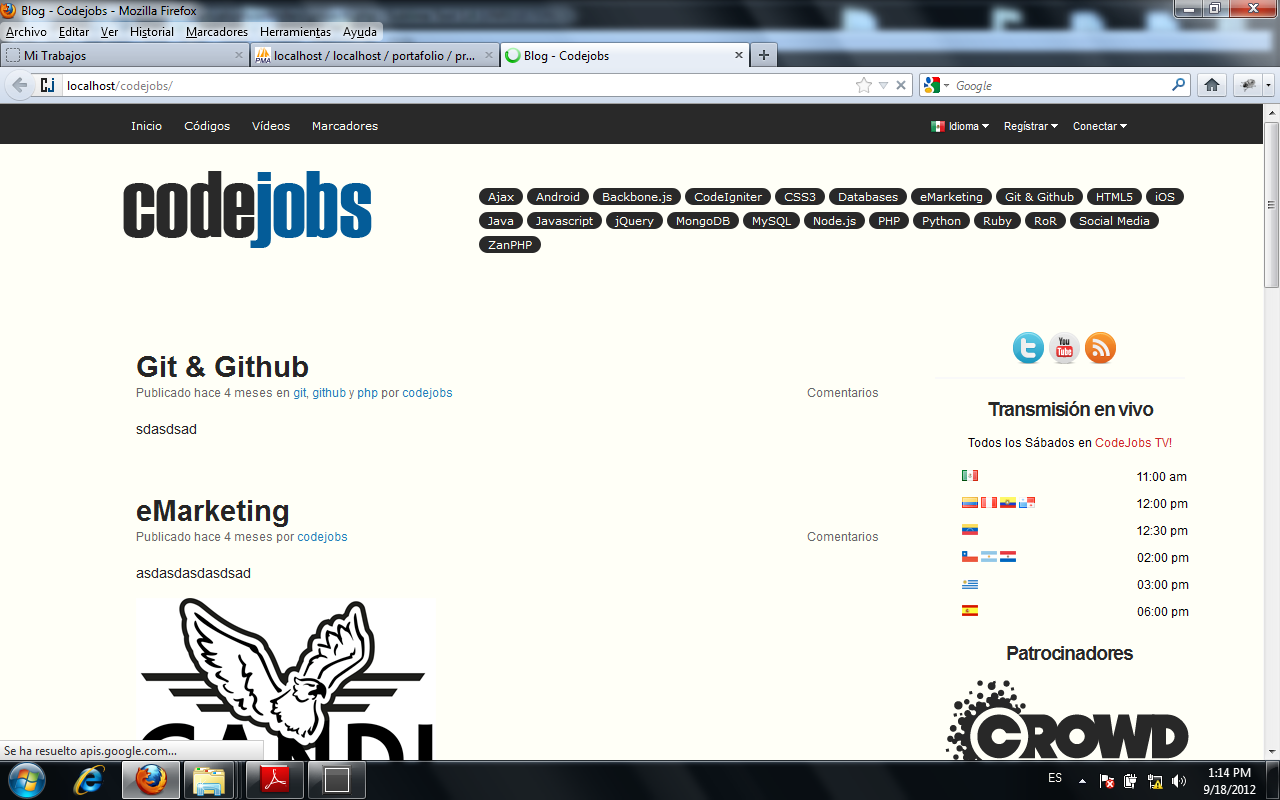 Blog - Codejobs - Mozilla Firefox
Archivo Editar Ver Historial Marcadores Herramientas Ayuda
Mi Trabajos
PMA localhost / localhost / portafolio / pr...
Blog - Codejobs
CJ localhost/codejobs/
Google
Inicio Códigos Vídeos Marcadores
Idioma Regístrar Conectar
codejobs
Ajax Android Backbone.js CodeIgniter CSS3 Databases eMarketing Git & Github HTML5 iOS
Java Javascript jQuery MongoDB MySQL Node.js PHP Python Ruby RoR Social Media
ZanPHP
Git & Github
Publicado hace 4 meses en git, github y php por codejobs
Comentarios
sdasdsad
eMarketing
Publicado hace 4 meses por codejobs
Comentarios
asdasdasdasdsad
You
Tube
Transmisión en vivo
Todos los Sábados en CodeJobs TV!
11:00 am
12:00 pm
12:30 pm
02:00 pm
03:00 pm
06:00 pm
Patrocinadores
CROWD
Se ha resuelto apis.google.com...
ES
1:14 PM
9/18/2012